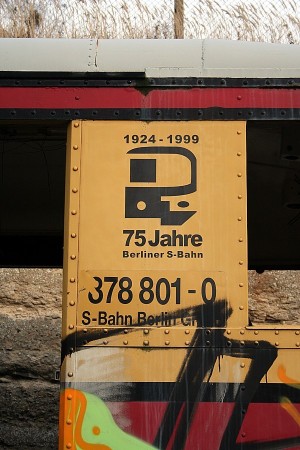 1924 - 1999
75 Jahre
Berliner S-Bahn
378 801-0
S-Bahn Berlin